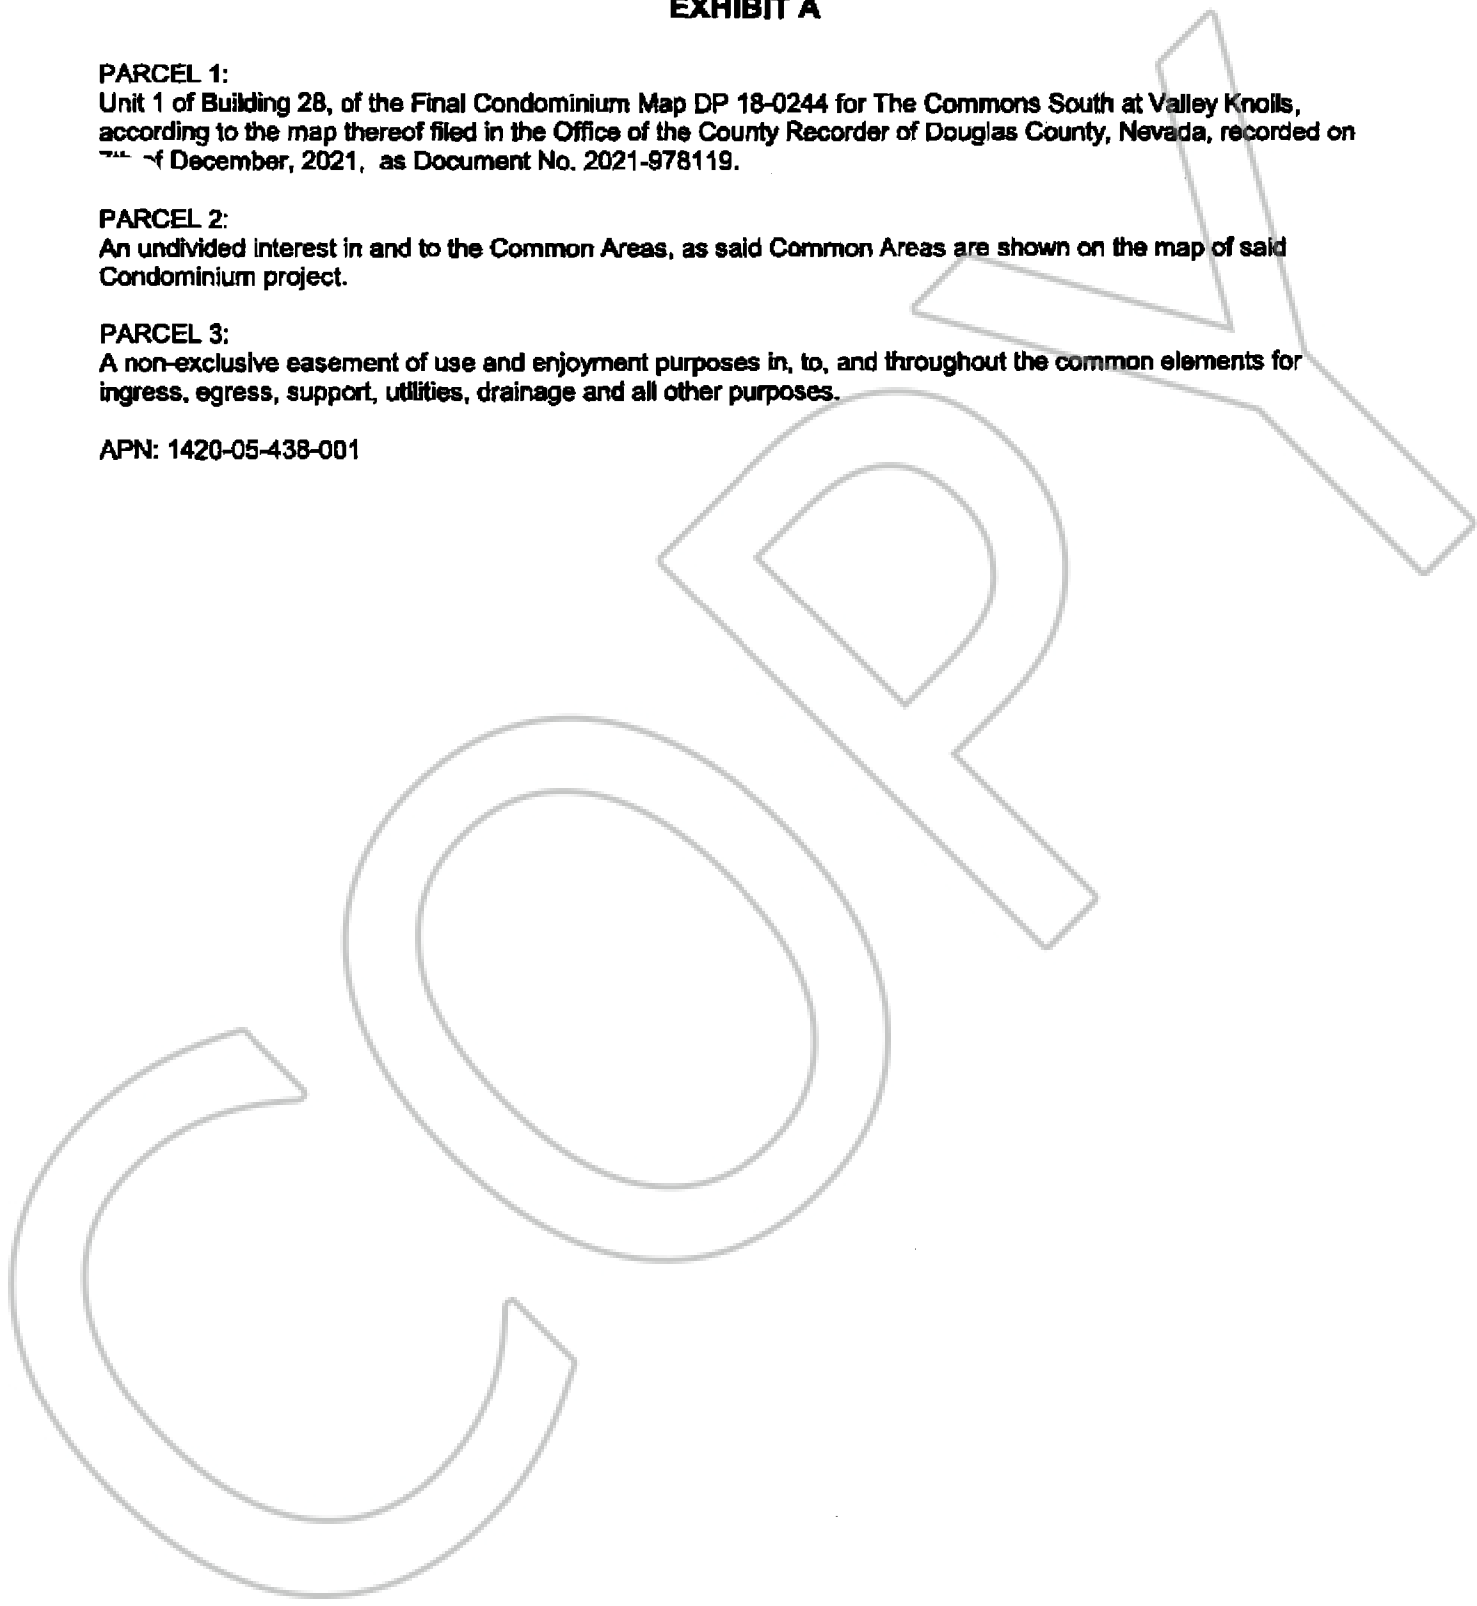 EXHIBIT A
PARCEL 1:
Unit 1 of Building 28, of the Final Condominium Map DP 18-0244 for The Commons South at Valley Knolls,
according to the map thereof filed in the Office of the County Recorder of Douglas County, Nevada, recorded on
December, 2021, as Document No. 2021-978119.
PARCEL 2:
An undivided interest in and to the Common Areas, as said Common Areas are shown on the map of said
Condominium project.
PARCEL 3:
A non-exclusive easement of use and enjoyment purposes in, to, and throughout the common elements for
ingress, egress, support, utilities, drainage and all other purposes.
APN: 1420-05-438-001
COPY